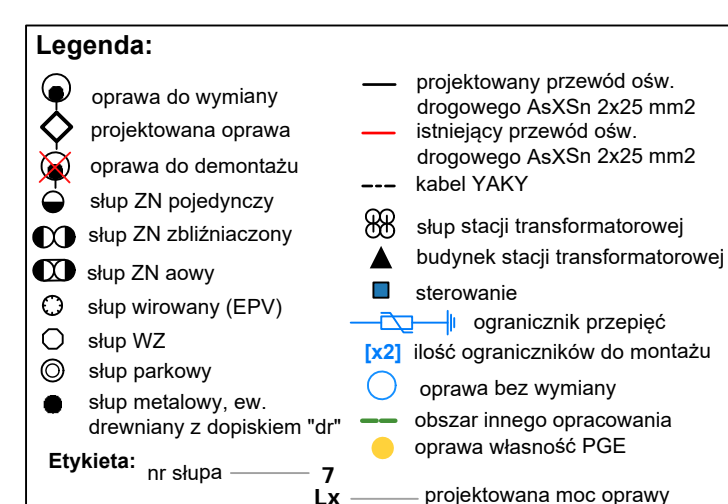 Legenda:
oprawa do wymiany
projektowana oprawa
oprawa do demontażu
słup ZN pojedynczy
słup ZN zbliźniaczony
słup ZN aowy
słup wirowany (EPV)
słup WZ
słup parkowy
słup metalowy, ew.
drewniany z dopiskiem "dr"
projektowany przewód ośw.
drogowego AsXSn 2x25 mm2
istniejący przewód ośw.
drogowego AsXSn 2x25 mm2
kabel YAKY
słup stacji transformatorowej
budynek stacji transformatorowej
sterowanie
ogranicznik przepięć
[x2] ilość ograniczników do montażu
oprawa bez wymiany
obszar innego opracowania
oprawa własność PGE
Etykieta: nr słupa 7
Lx projektowana moc oprawy